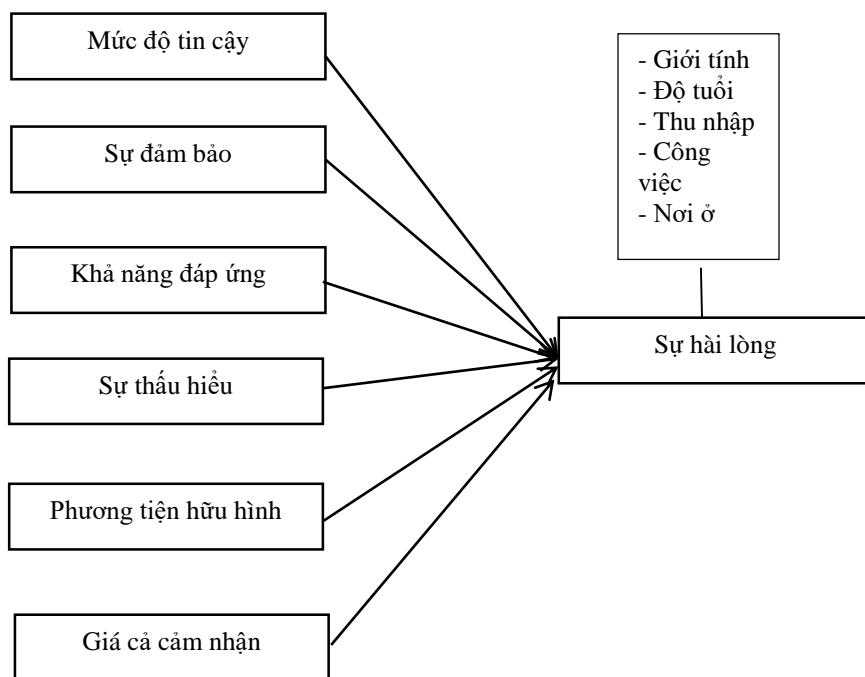 Mức độ tin cậy
Sự đảm bảo
Khả năng đáp ứng
Sự thấu hiểu
Phương tiện hữu hình
Giá cả cảm nhận
- Giới tính
- Độ tuổi
- Thu nhập
- Công
việc
- Nơi ở
Sự hài lòng